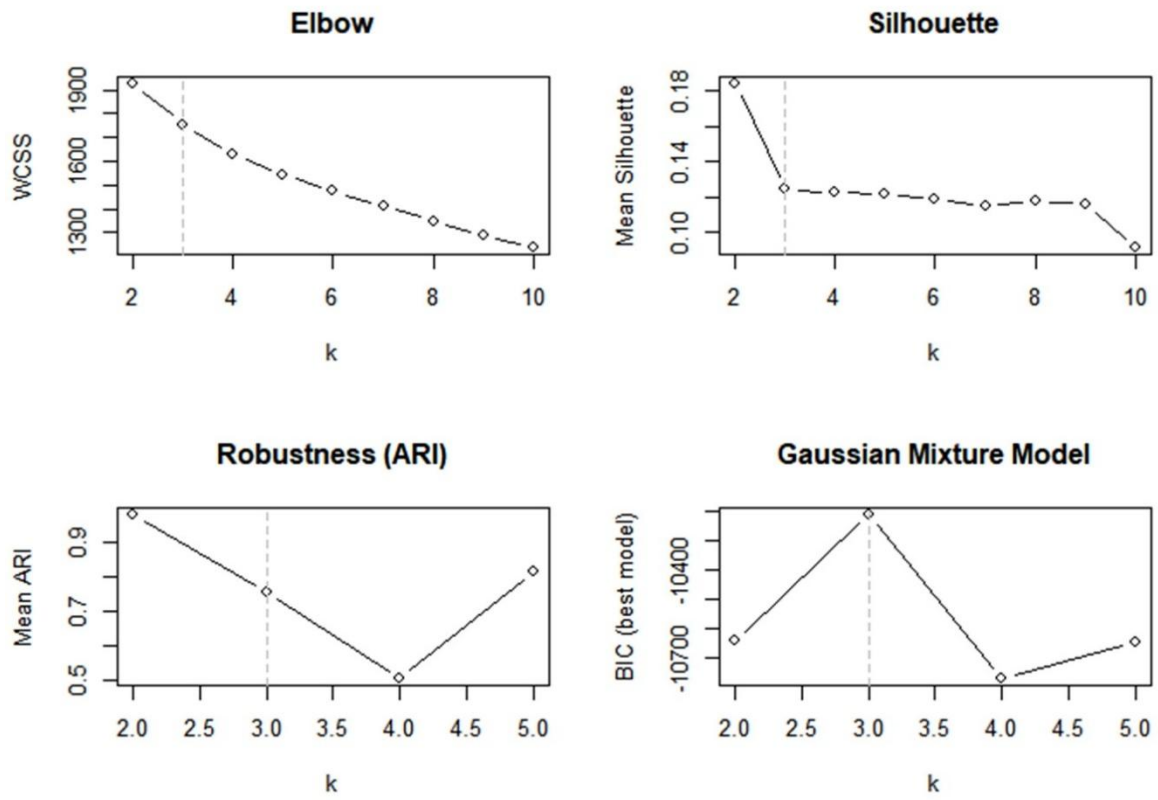 Elbow
WCSS
1300 1600 1900
2 4 6 8 10
k
Silhouette
Mean Silhouette
0.10 0.14 0.18
2 4 6 8 10
k
Robustness (ARI)
Mean ARI
0.5 0.7 0.9
2.0 2.5 3.0 3.5 4.0 4.5 5.0
k
Gaussian Mixture Model
BIC (best model)
-10700 -10400
2.0 2.5 3.0 3.5 4.0 4.5 5.0
k